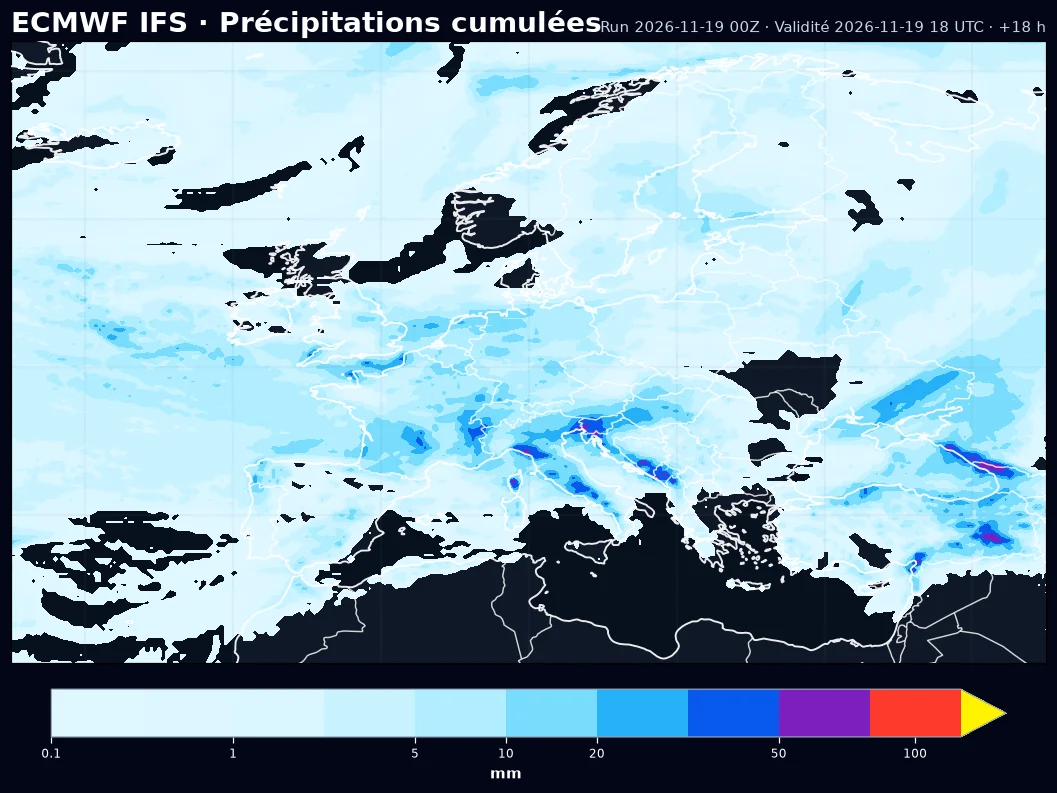 ECMWF IFS · Précipitations cumulées
Run 2026-11-19 00Z · Validité 2026-11-19 18 UTC · +18 h
0.1 1 5 10 20 50 100
mm